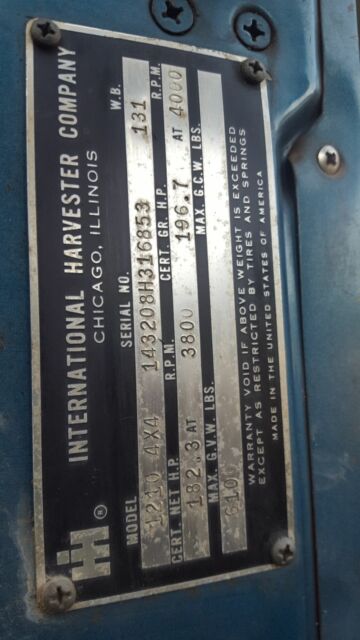 INTERNATIONAL HARVESTER COMPANY
CHICAGO, ILLINOIS
MODEL SERIAL NO. W.B.
1210 4X4 143208H316853 131
CERT. NET H.P. R.P.M. CERT. GR. H.P. R.P.M.
182.3 AT 3800 196.7 AT 4000
MAX. G.V.W. LBS. MAX. G.C.W. LBS.
6100
WARRANTY VOID IF ABOVE WEIGHT IS EXCEEDED
EXCEPT AS RESTRICTED BY TIRES AND SPRINGS
MADE IN THE UNITED STATES OF AMERICA